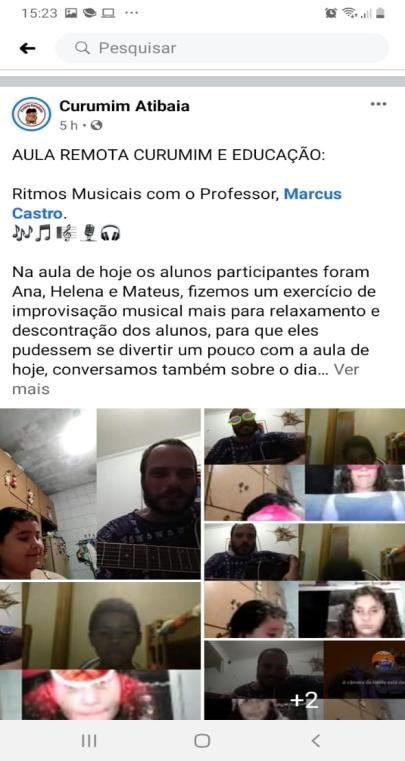 15:23
Pesquisar
Curumim Atibaia
5 h
AULA REMOTA CURUMIM E EDUCAÇÃO:
Ritmos Musicais com o Professor, Marcus
Castro.
Na aula de hoje os alunos participantes foram
Ana, Helena e Mateus, fizemos um exercício de
improvisação musical mais para relaxamento e
descontração dos alunos, para que eles
pudessem se divertir um pouco com a aula de
hoje, conversamos também sobre o dia... Ver
mais
+2